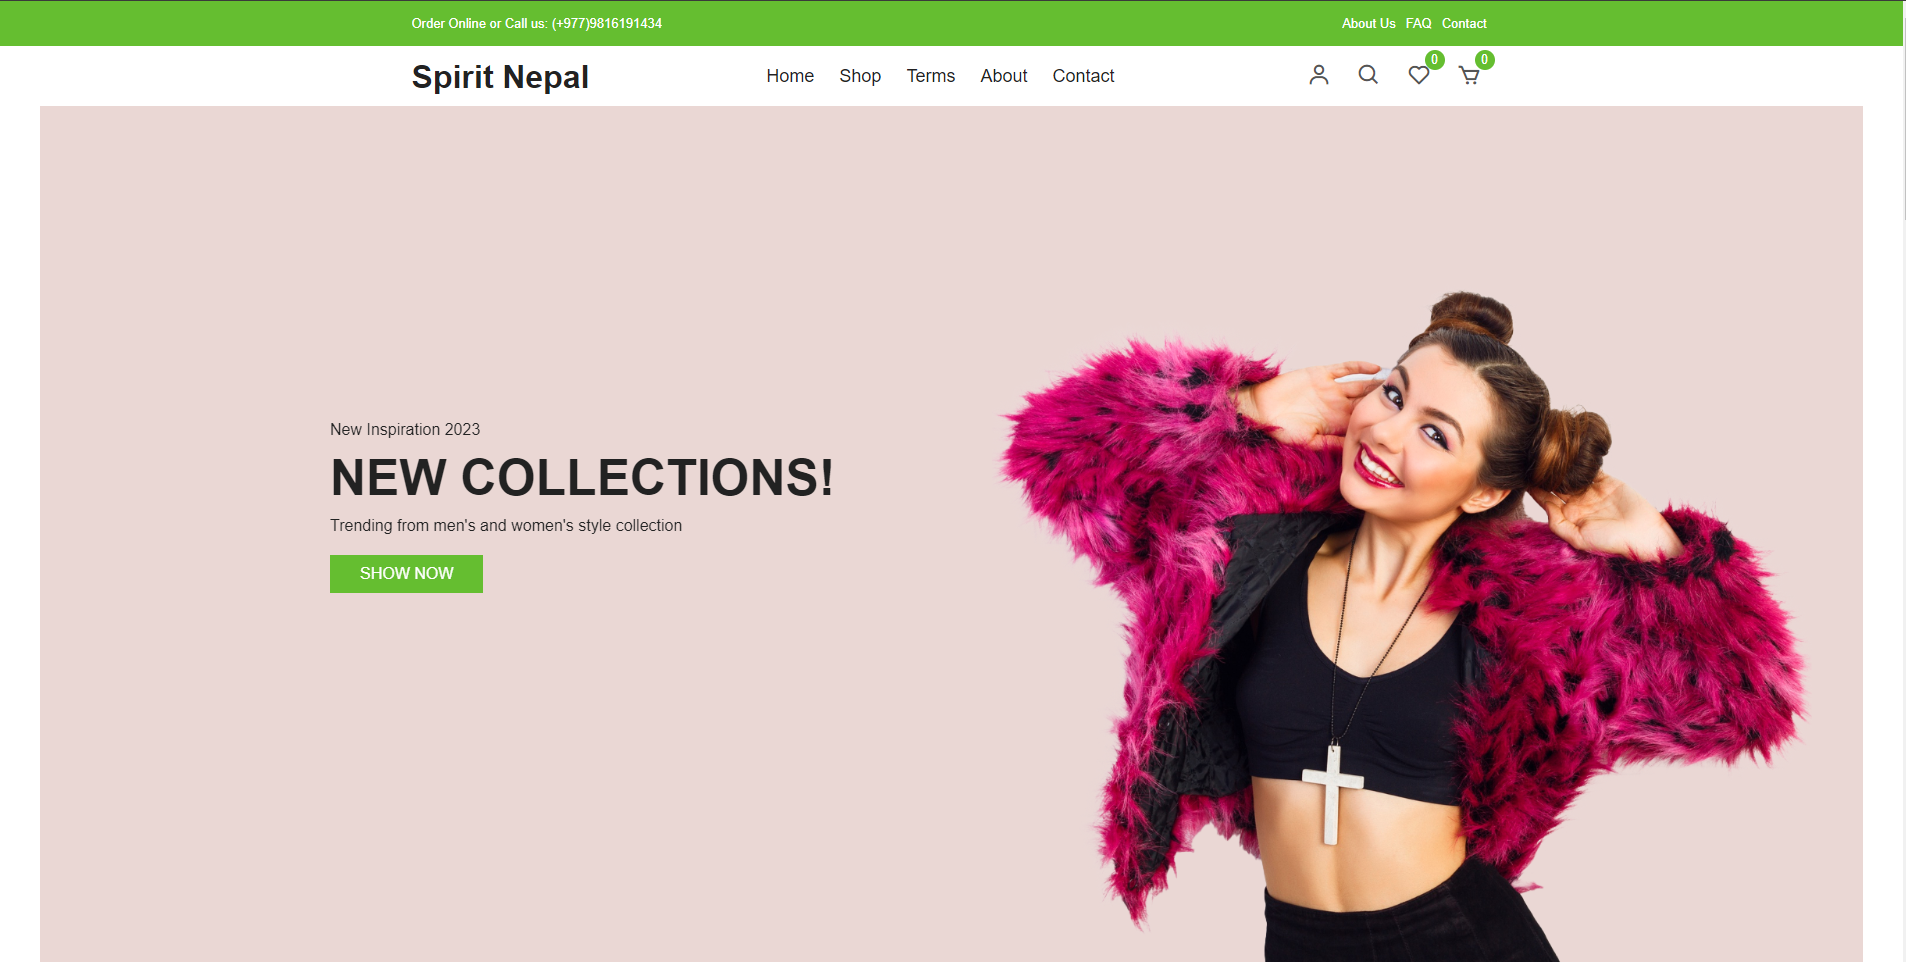 Order Online or Call us: (+977)9816191434
About Us FAQ Contact
Spirit Nepal
Home Shop Terms About Contact
0 0
New Inspiration 2023
NEW COLLECTIONS!
Trending from men's and women's style collection
SHOW NOW